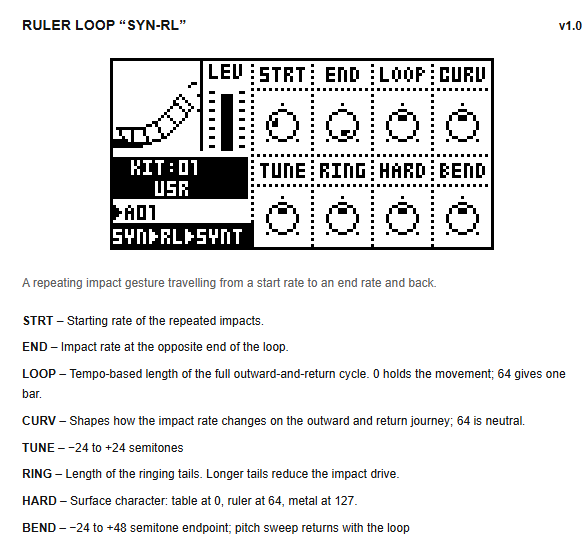 RULER LOOP “SYN-RL” v1.0
LEV STRT END LOOP CURV
KIT:01
USR
TUNE RING HARD BEND
A01
SYN▸RL▸SYNT
A repeating impact gesture travelling from a start rate to an end rate and back.
STRT – Starting rate of the repeated impacts.
END – Impact rate at the opposite end of the loop.
LOOP – Tempo-based length of the full outward-and-return cycle. 0 holds the movement; 64 gives one
bar.
CURV – Shapes how the impact rate changes on the outward and return journey; 64 is neutral.
TUNE – −24 to +24 semitones
RING – Length of the ringing tails. Longer tails reduce the impact drive.
HARD – Surface character: table at 0, ruler at 64, metal at 127.
BEND – −24 to +48 semitone endpoint; pitch sweep returns with the loop